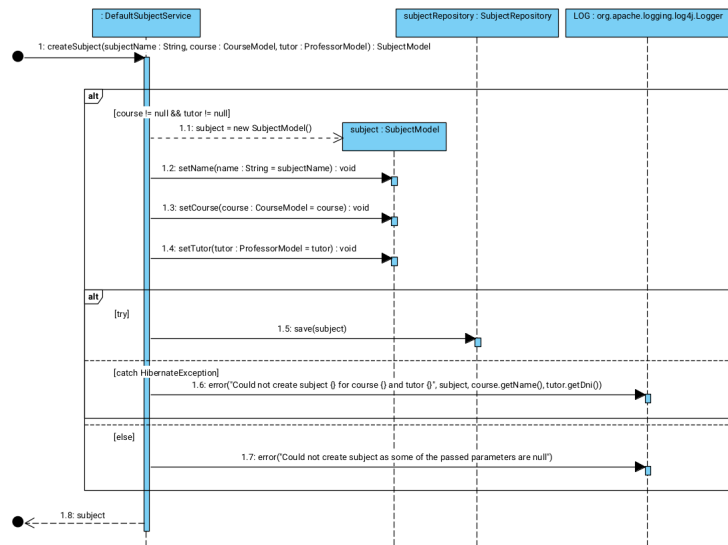 : DefaultSubjectService
subjectRepository : SubjectRepository
LOG : org.apache.logging.log4j.Logger
1: createSubject(subjectName : String, course : CourseModel, tutor : ProfessorModel) : SubjectModel
alt
[course != null && tutor != null]
1.1: subject = new SubjectModel()
subject : SubjectModel
1.2: setName(name : String = subjectName) : void
1.3: setCourse(course : CourseModel = course) : void
1.4: setTutor(tutor : ProfessorModel = tutor) : void
alt
[try]
1.5: save(subject)
[catch HibernateException]
1.6: error("Could not create subject {} for course {} and tutor {}", subject, course.getName(), tutor.getDni())
[else]
1.7: error("Could not create subject as some of the passed parameters are null")
1.8: subject